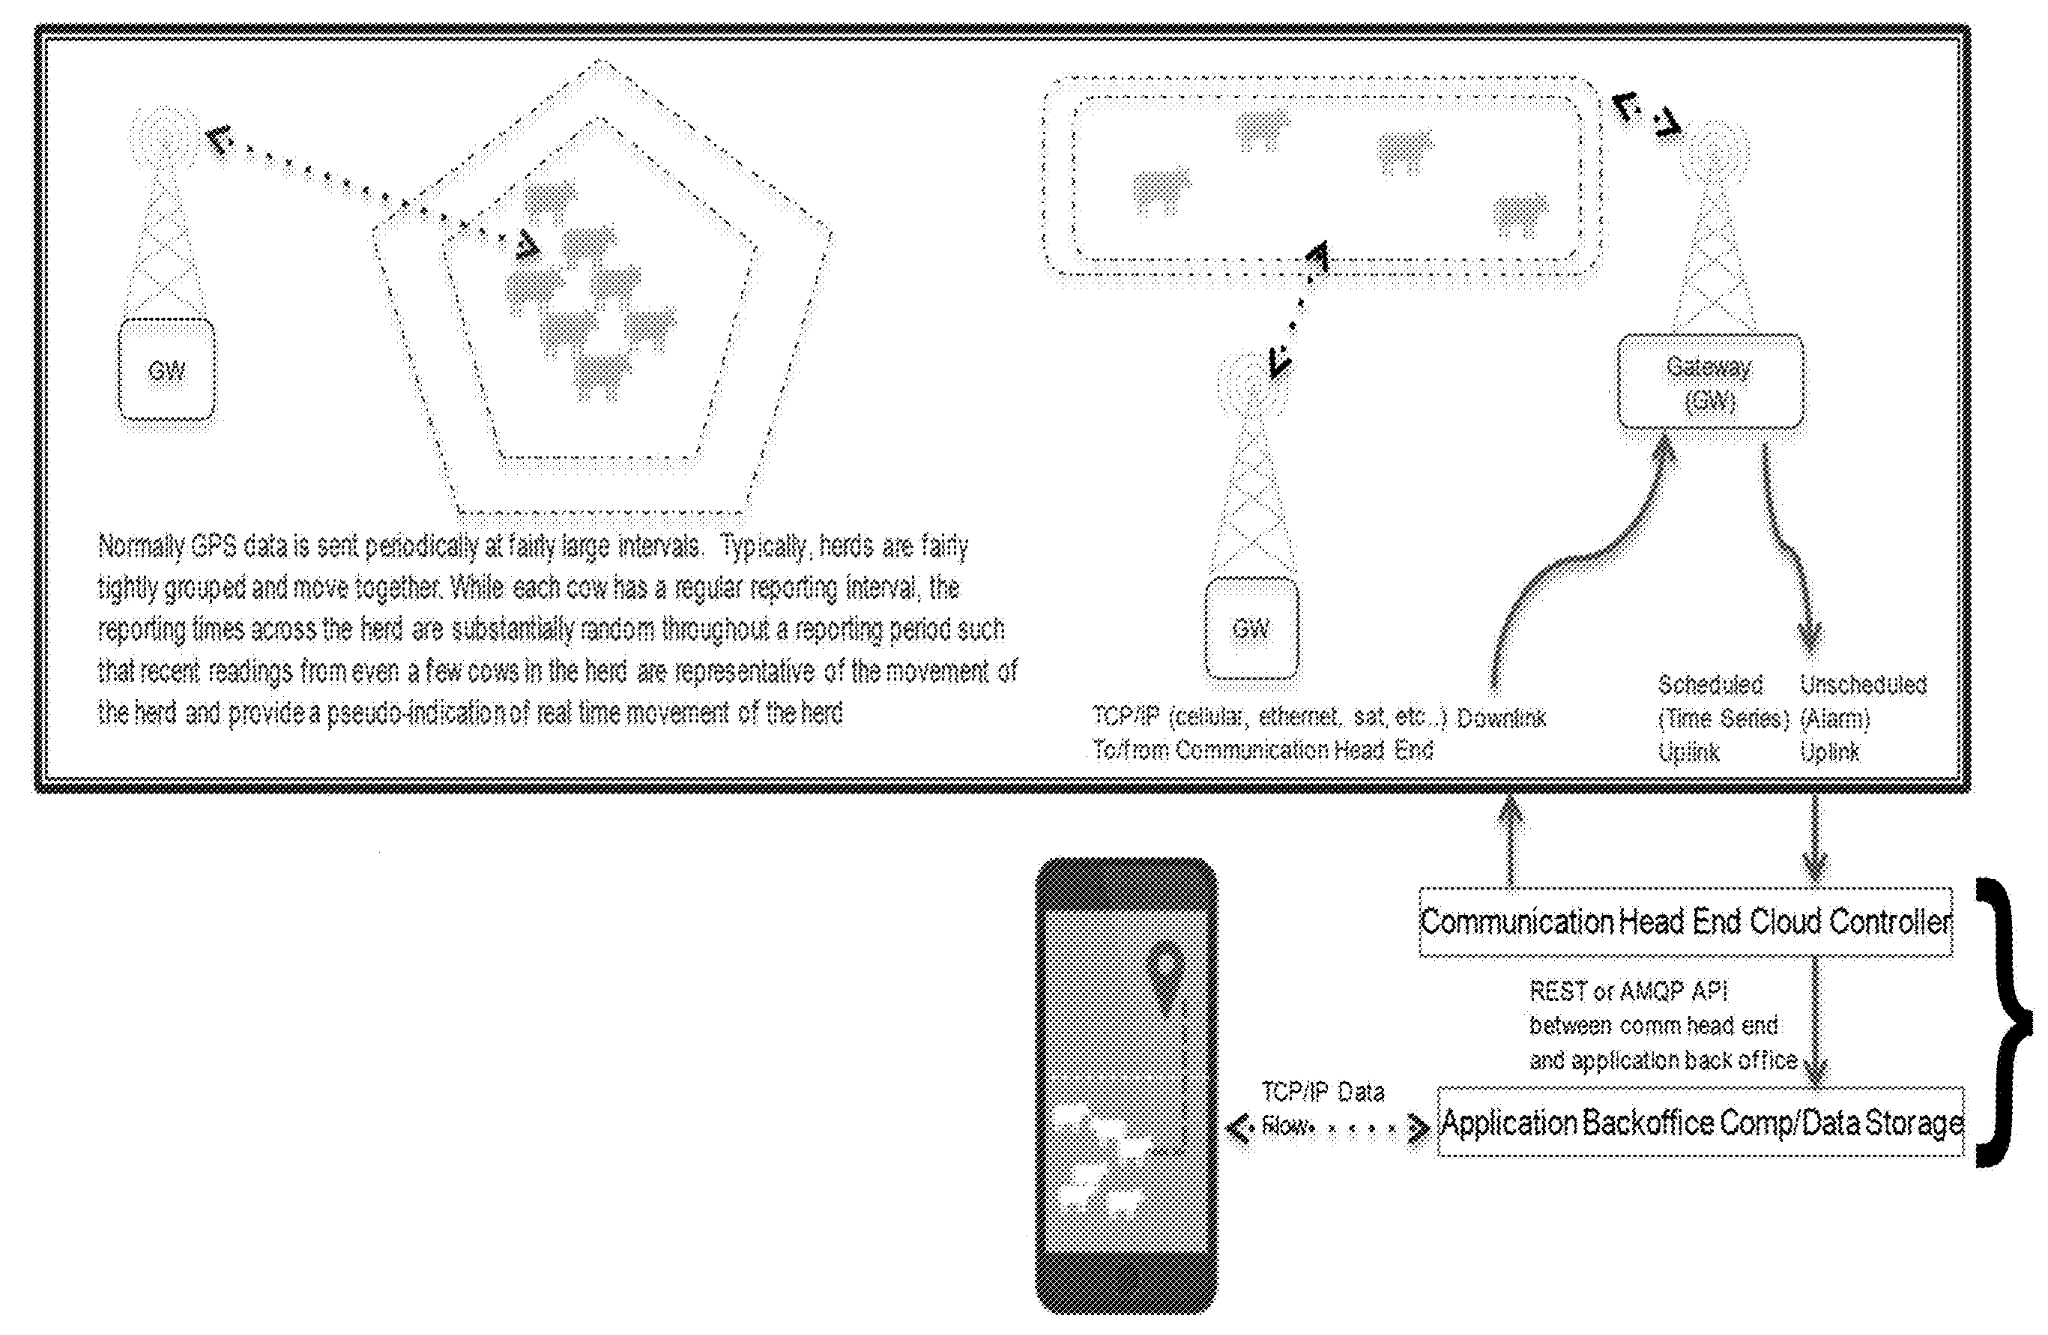 GW
Normally GPS data is sent periodically at fairly large intervals. Typically, herds are fairly
tightly grouped and move together. While each cow has a regular reporting interval, the
reporting times across the herd are substantially random throughout a reporting period such
that recent readings from even a few cows in the herd are representative of the movement of
the herd and provide a pseudo-indication of real time movement of the herd
Gateway
(GW)
GW
TCP/IP (cellular, ethernet, sat, etc..)
To/from Communication Head End
Downlink
Scheduled
(Time Series)
Uplink
Unscheduled
(Alarm)
Uplink
Communication Head End Cloud Controller
REST or AMQP API
between comm head end
and application back office
TCP/IP Data
Flow
Application Backoffice Comp/Data Storage